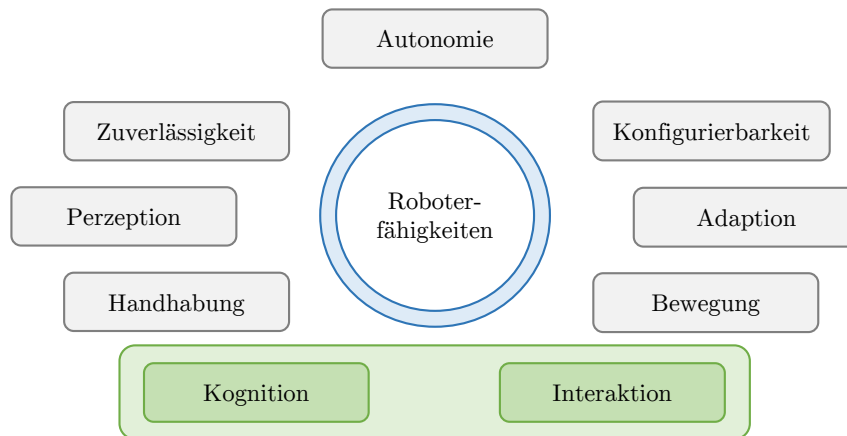 Autonomie
Zuverlässigkeit
Konfigurierbarkeit
Perzeption
Roboter-
fähigkeiten
Adaption
Handhabung
Bewegung
Kognition
Interaktion